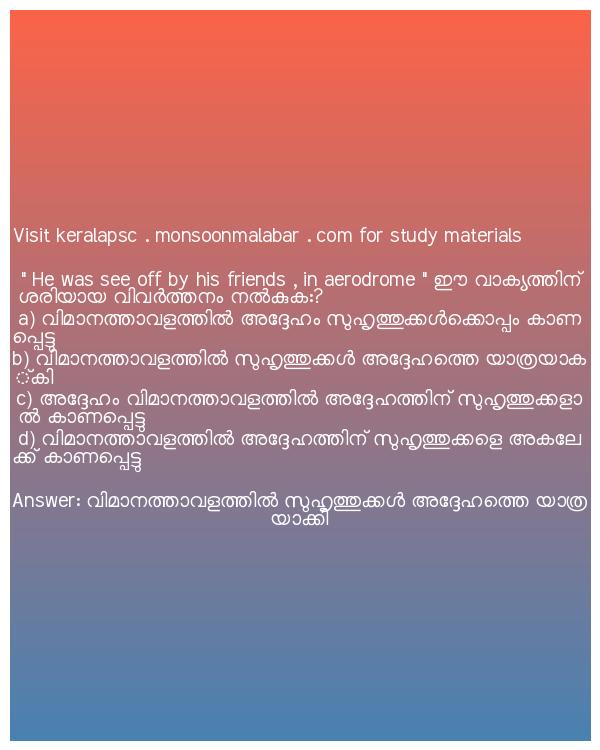 Visit keralapsc . monsoonmalabar . com for study materials
" He was see off by his friends , in aerodrome " ഈ വാക്യത്തിന്
ശരിയായ വിവർത്തനം നൽകുക:?
a) വിമാനത്താവളത്തിൽ അദ്ദേഹം സുഹൃത്തുക്കൾക്കൊപ്പം കാണ
പ്പെട്ടു
b) വിമാനത്താവളത്തിൽ സുഹൃത്തുക്കൾ അദ്ദേഹത്തെ യാത്രയാക
്കി
c) അദ്ദേഹം വിമാനത്താവളത്തിൽ അദ്ദേഹത്തിന് സുഹൃത്തുക്കളാ
ൽ കാണപ്പെട്ടു
d) വിമാനത്താവളത്തിൽ അദ്ദേഹത്തിന് സുഹൃത്തുക്കളെ അകലേ
ക്ക് കാണപ്പെട്ടു
Answer: വിമാനത്താവളത്തിൽ സുഹൃത്തുക്കൾ അദ്ദേഹത്തെ യാത്ര
യാക്കി